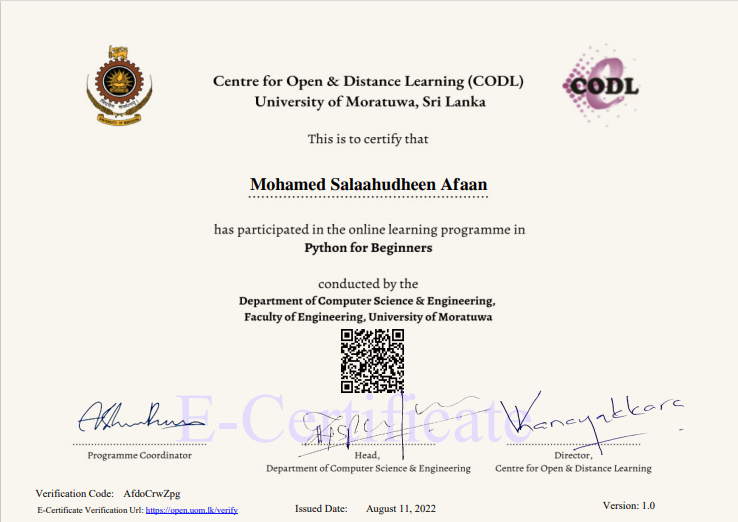 Centre for Open & Distance Learning (CODL)
University of Moratuwa, Sri Lanka
CODL
This is to certify that
Mohamed Salaahudheen Afaan
has participated in the online learning programme in
Python for Beginners
conducted by the
Department of Computer Science & Engineering,
Faculty of Engineering, University of Moratuwa
E-Certificate
Programme Coordinator
Head,
Department of Computer Science & Engineering
Director,
Centre for Open & Distance Learning
Verification Code: AfdoCrwZpg
E-Certificate Verification Url: https://open.uom.lk/verify
Issued Date: August 11, 2022
Version: 1.0